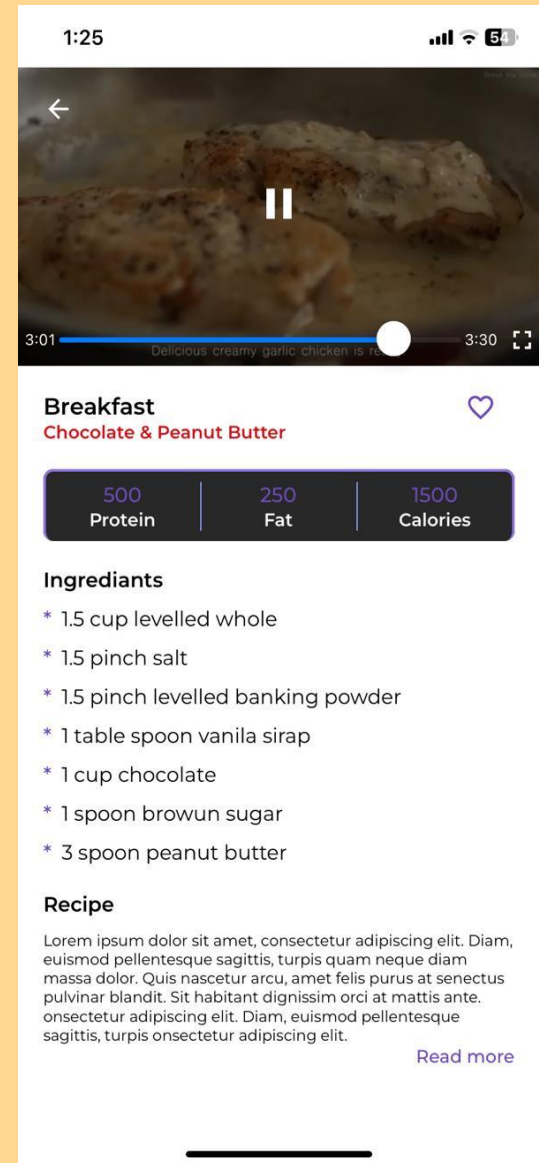 1:25
54
3:01
3:30
Delicious creamy garlic chicken is re
Breakfast
Chocolate & Peanut Butter
500 250 1500
Protein Fat Calories
Ingrediants
* 1.5 cup levelled whole
* 1.5 pinch salt
* 1.5 pinch levelled banking powder
* 1 table spoon vanila sirap
* 1 cup chocolate
* 1 spoon browun sugar
* 3 spoon peanut butter
Recipe
Lorem ipsum dolor sit amet, consectetur adipiscing elit. Diam,
euismod pellentesque sagittis, turpis quam neque diam
massa dolor. Quis nascetur arcu, amet felis purus at senectus
pulvinar blandit. Sit habitant dignissim orci at mattis ante.
onsectetur adipiscing elit. Diam, euismod pellentesque
sagittis, turpis onsectetur adipiscing elit.
Read more